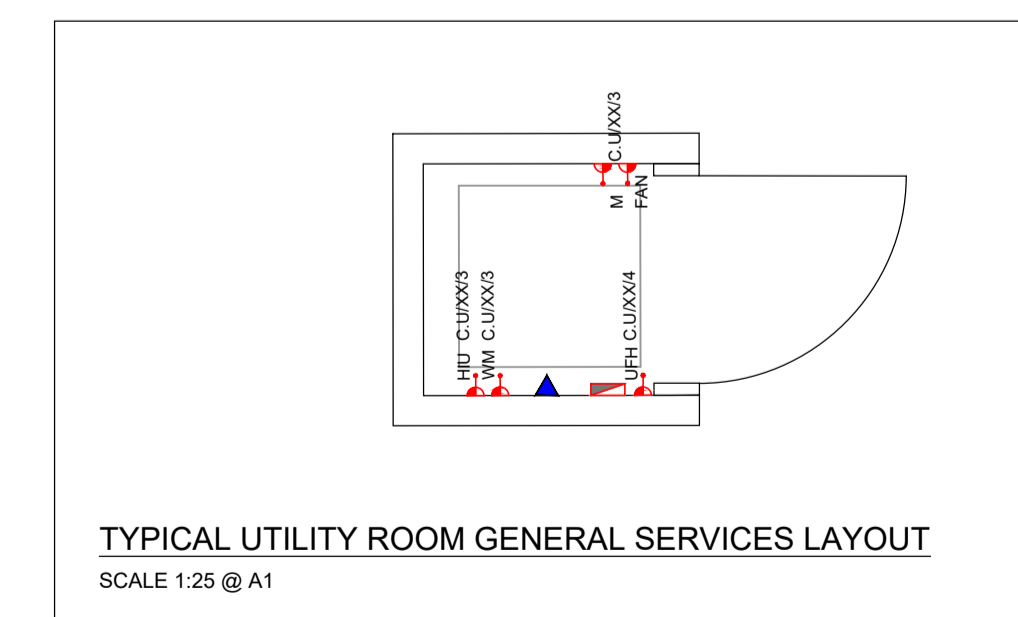 C.U/XX/3
M
FAN
HIU C.U/XX/3
WM C.U/XX/3
UFH C.U/XX/4
TYPICAL UTILITY ROOM GENERAL SERVICES LAYOUT
SCALE 1:25 @ A1